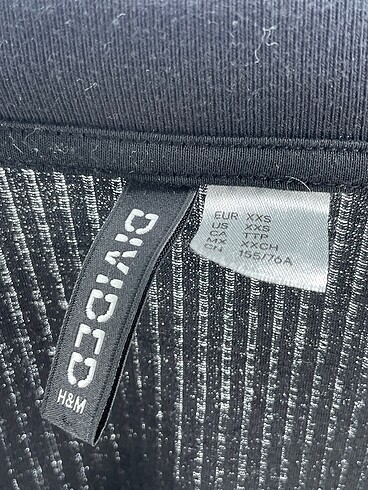 DIVIDED
H&M
EUR XXS
US XXS
CA TTP
MX XXCH
CN 155/76A